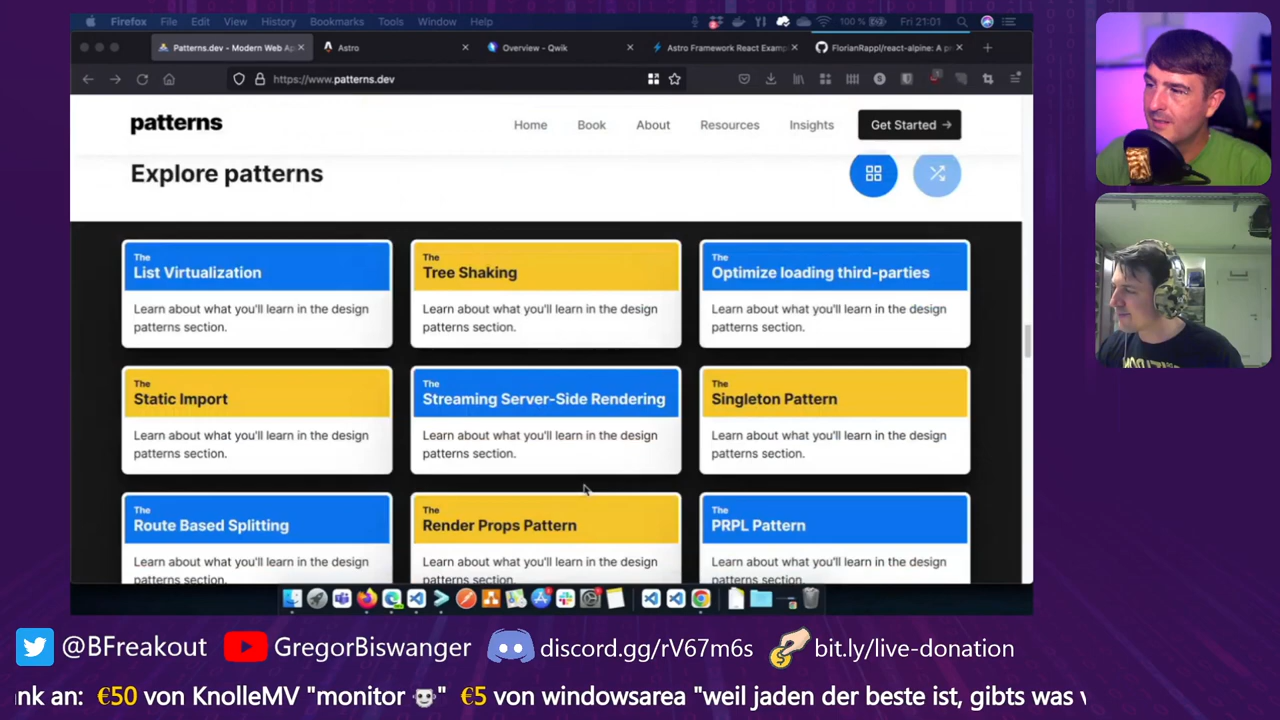 Firefox File Edit View History Bookmarks Tools Window Help 100 % Fri 21:01
Patterns.dev - Modern Web Ap × Astro × Overview - Qwik × Astro Framework React Examp × FlorianRappl/react-alpine: A p × +
https://www.patterns.dev
patterns Home Book About Resources Insights Get Started →
Explore patterns
The
List Virtualization
Learn about what you'll learn in the design
patterns section.
The
Tree Shaking
Learn about what you'll learn in the design
patterns section.
The
Optimize loading third-parties
Learn about what you'll learn in the design
patterns section.
The
Static Import
Learn about what you'll learn in the design
patterns section.
The
Streaming Server-Side Rendering
Learn about what you'll learn in the design
patterns section.
The
Singleton Pattern
Learn about what you'll learn in the design
patterns section.
The
Route Based Splitting
Learn about what you'll learn in the design
patterns section.
The
Render Props Pattern
Learn about what you'll learn in the design
patterns section.
The
PRPL Pattern
Learn about what you'll learn in the design
patterns section.
@BFreakout GregorBiswanger discord.gg/rV67m6s bit.ly/live-donation
nk an: €50 von KnolleMV "monitor" €5 von windowsarea "weil jaden der beste ist, gibts was